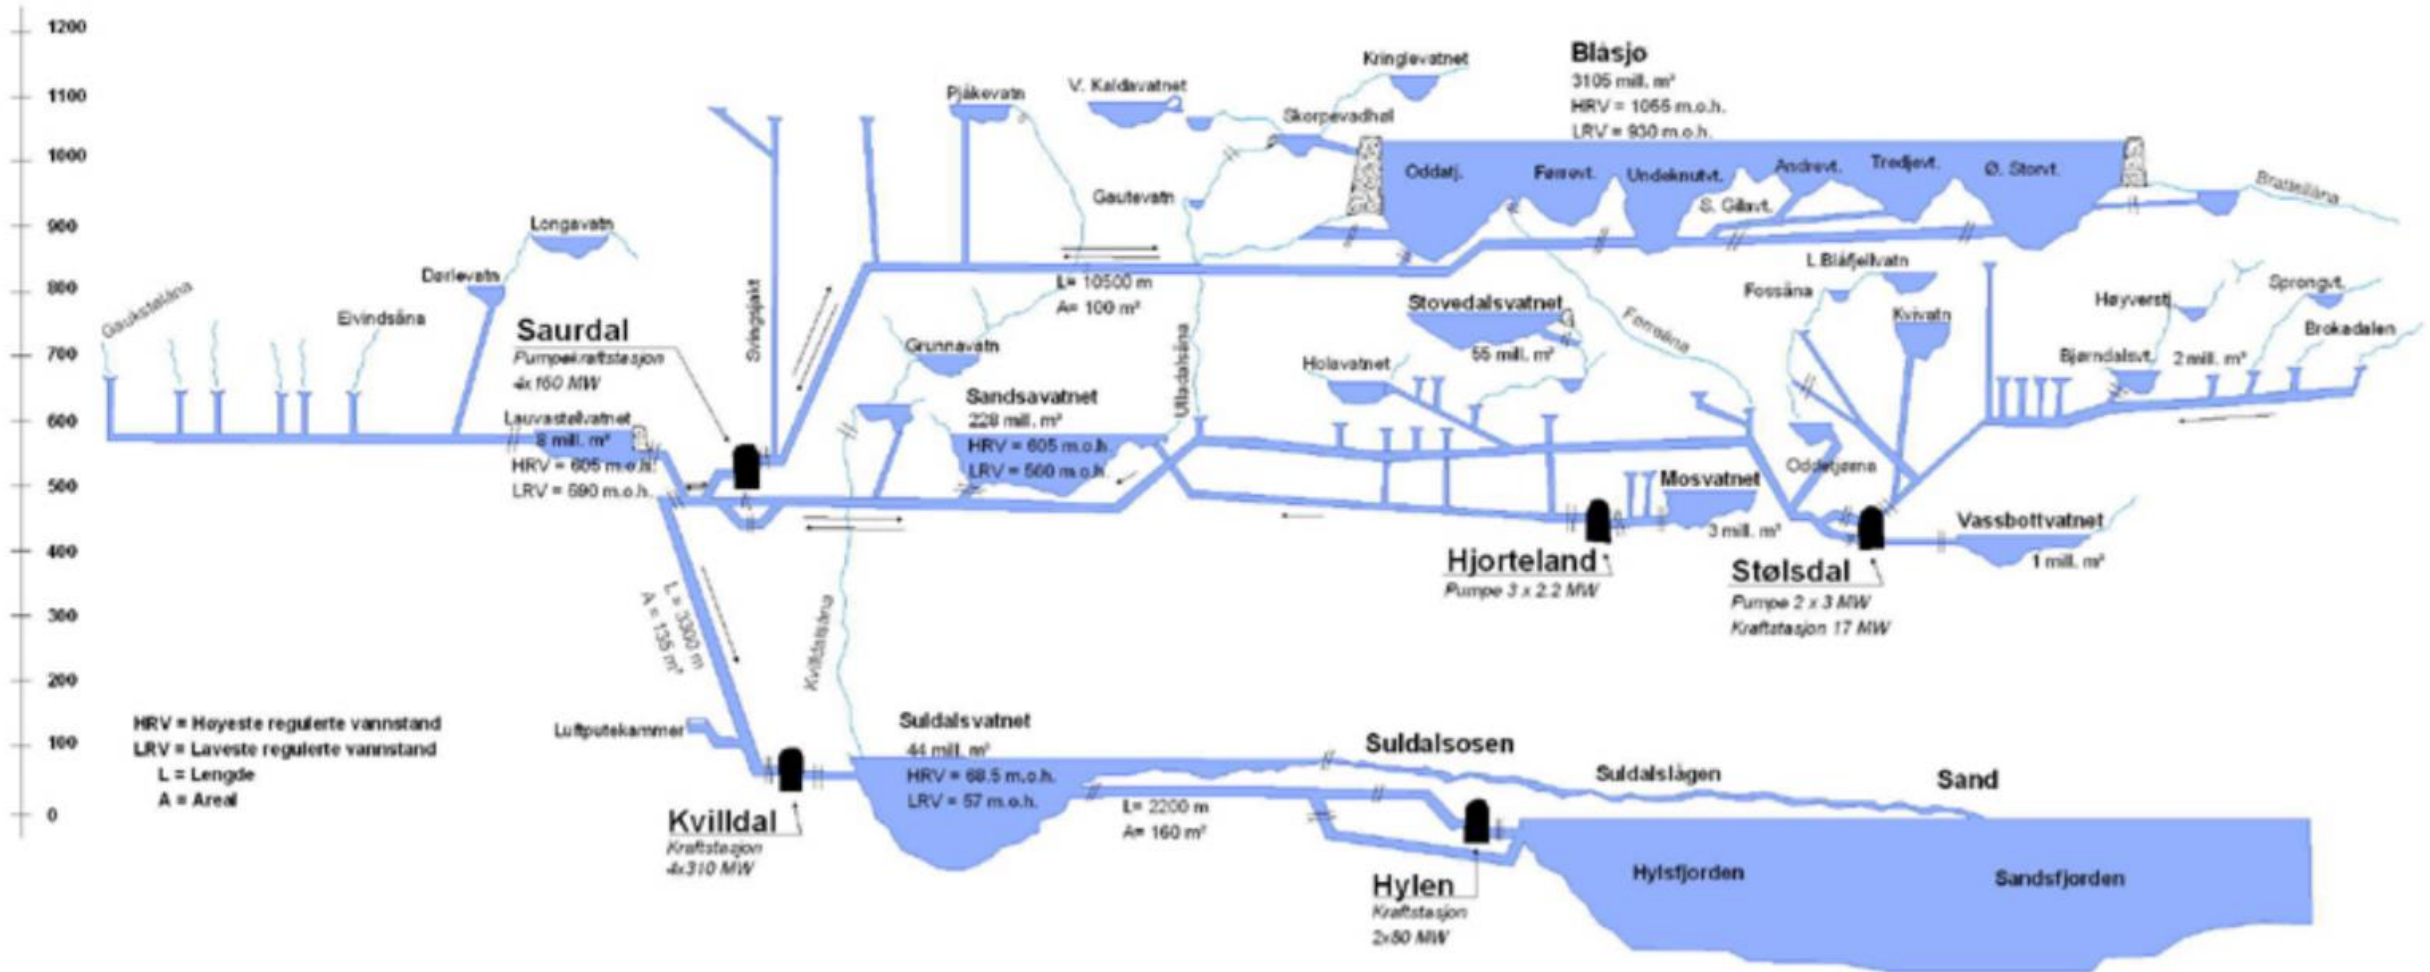 1200
1100
1000
900
800
700
600
500
400
300
200
100
0
Gaukstelåna
Eivindsåna
Dørlevatn
Longavatn
Lauvastølvatnet
8 mill. m³
HRV = 605 m.o.h.
LRV = 590 m.o.h.
Saurdal
Pumpekraftstasjon
4x160 MW
Svingsjakt
Pjåkevatn
V. Kaldavatnet
Kringlevatnet
Skorpevadhøl
Gautevatn
L= 10500 m
A= 100 m²
Blåsjø
3105 mill. m³
HRV = 1055 m.o.h.
LRV = 930 m.o.h.
Oddatj.
Førrevt.
Undeknutvt.
S. Gilavt.
Andrevt.
Tredjevt.
Ø. Storvt.
Brattelåna
Grunnavatn
Sandsavatnet
228 mill. m³
HRV = 605 m.o.h.
LRV = 560 m.o.h.
Ulladalsåna
Stovedalsvatnet
55 mill. m³
Holavatnet
Førreåna
L.Blåfjellvatn
Fossåna
Kvivatn
Oddatjørna
Høyverstj.
Sprongvt.
Brokadalen
Bjørndalsvt.
2 mill. m³
Mosvatnet
3 mill. m³
Hjorteland
Pumpe 3 x 2.2 MW
Stølsdal
Pumpe 2 x 3 MW
Kraftstasjon 17 MW
Vassbottvatnet
1 mill. m³
L = 3300 m
A = 135 m²
Kvilldalsåna
Luftputekammer
Kvilldal
Kraftstasjon
4x310 MW
HRV = Høyeste regulerte vannstand
LRV = Laveste regulerte vannstand
L = Lengde
A = Areal
Suldalsvatnet
44 mill. m³
HRV = 68.5 m.o.h.
LRV = 57 m.o.h.
L= 2200 m
A= 160 m²
Suldalsosen
Suldalslågen
Sand
Hylen
Kraftstasjon
2x80 MW
Hylsfjorden
Sandsfjorden